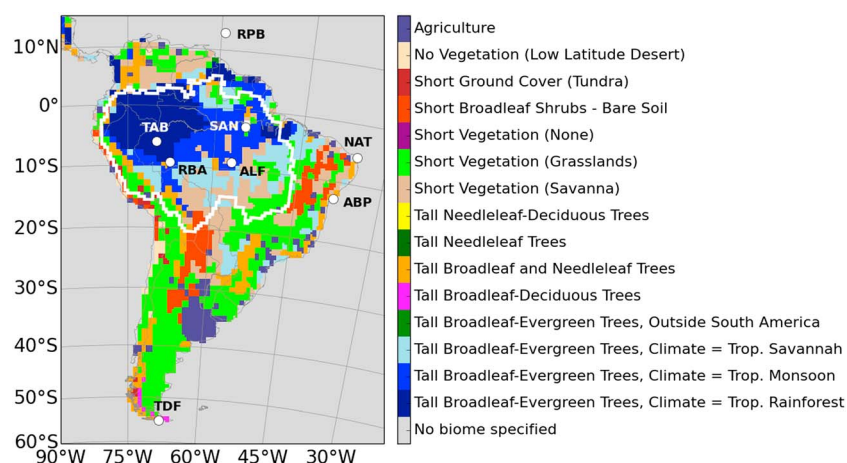 10°N
0°
10°S
20°S
30°S
40°S
50°S
60°S
90°W 75°W 60°W 45°W 30°W
RPB
TAB
SAN
NAT
RBA
ALF
ABP
TDF
Agriculture
No Vegetation (Low Latitude Desert)
Short Ground Cover (Tundra)
Short Broadleaf Shrubs - Bare Soil
Short Vegetation (None)
Short Vegetation (Grasslands)
Short Vegetation (Savanna)
Tall Needleleaf-Deciduous Trees
Tall Needleleaf Trees
Tall Broadleaf and Needleleaf Trees
Tall Broadleaf-Deciduous Trees
Tall Broadleaf-Evergreen Trees, Outside South America
Tall Broadleaf-Evergreen Trees, Climate = Trop. Savannah
Tall Broadleaf-Evergreen Trees, Climate = Trop. Monsoon
Tall Broadleaf-Evergreen Trees, Climate = Trop. Rainforest
No biome specified